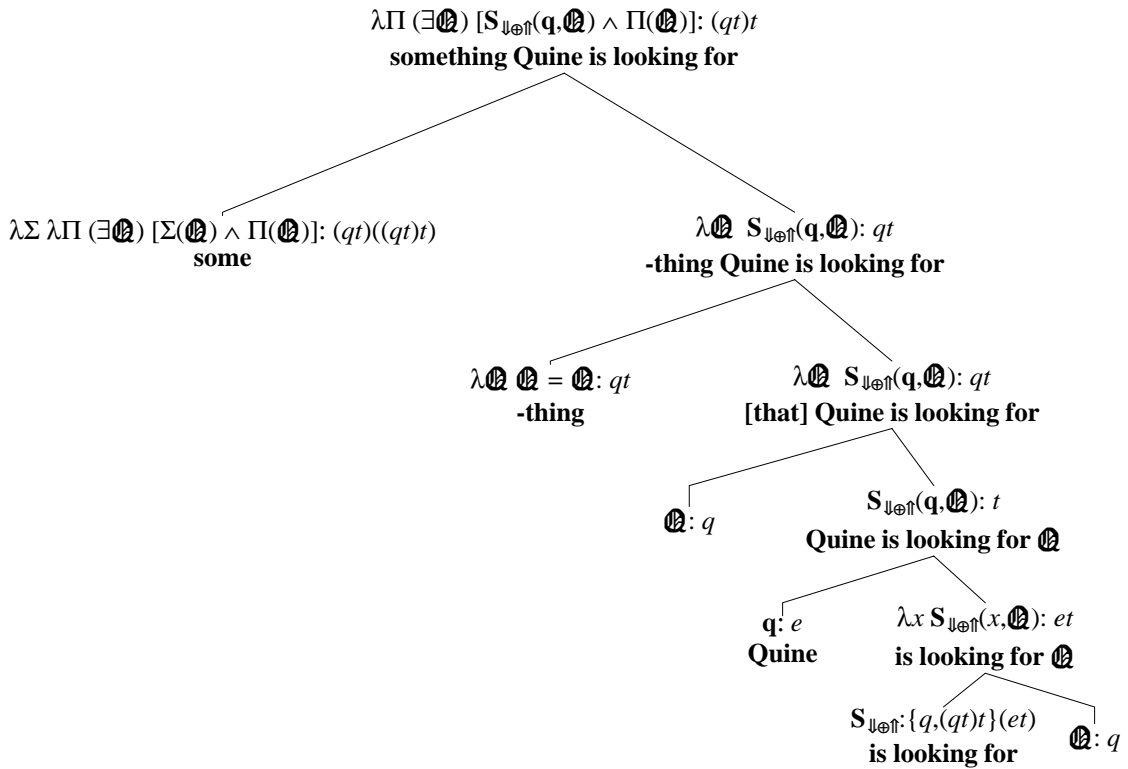 λΠ (∃ℚ) [S⇓⊕⇑(q,ℚ) ∧ Π(ℚ)]: (qt)t
something Quine is looking for
λΣ λΠ (∃ℚ) [Σ(ℚ) ∧ Π(ℚ)]: (qt)((qt)t)
some
λℚ S⇓⊕⇑(q,ℚ): qt
-thing Quine is looking for
λℚ ℚ = ℚ: qt
-thing
λℚ S⇓⊕⇑(q,ℚ): qt
[that] Quine is looking for
ℚ: q
S⇓⊕⇑(q,ℚ): t
Quine is looking for ℚ
q: e
Quine
λx S⇓⊕⇑(x,ℚ): et
is looking for ℚ
S⇓⊕⇑:{q,(qt)t}(et)
is looking for
ℚ: q